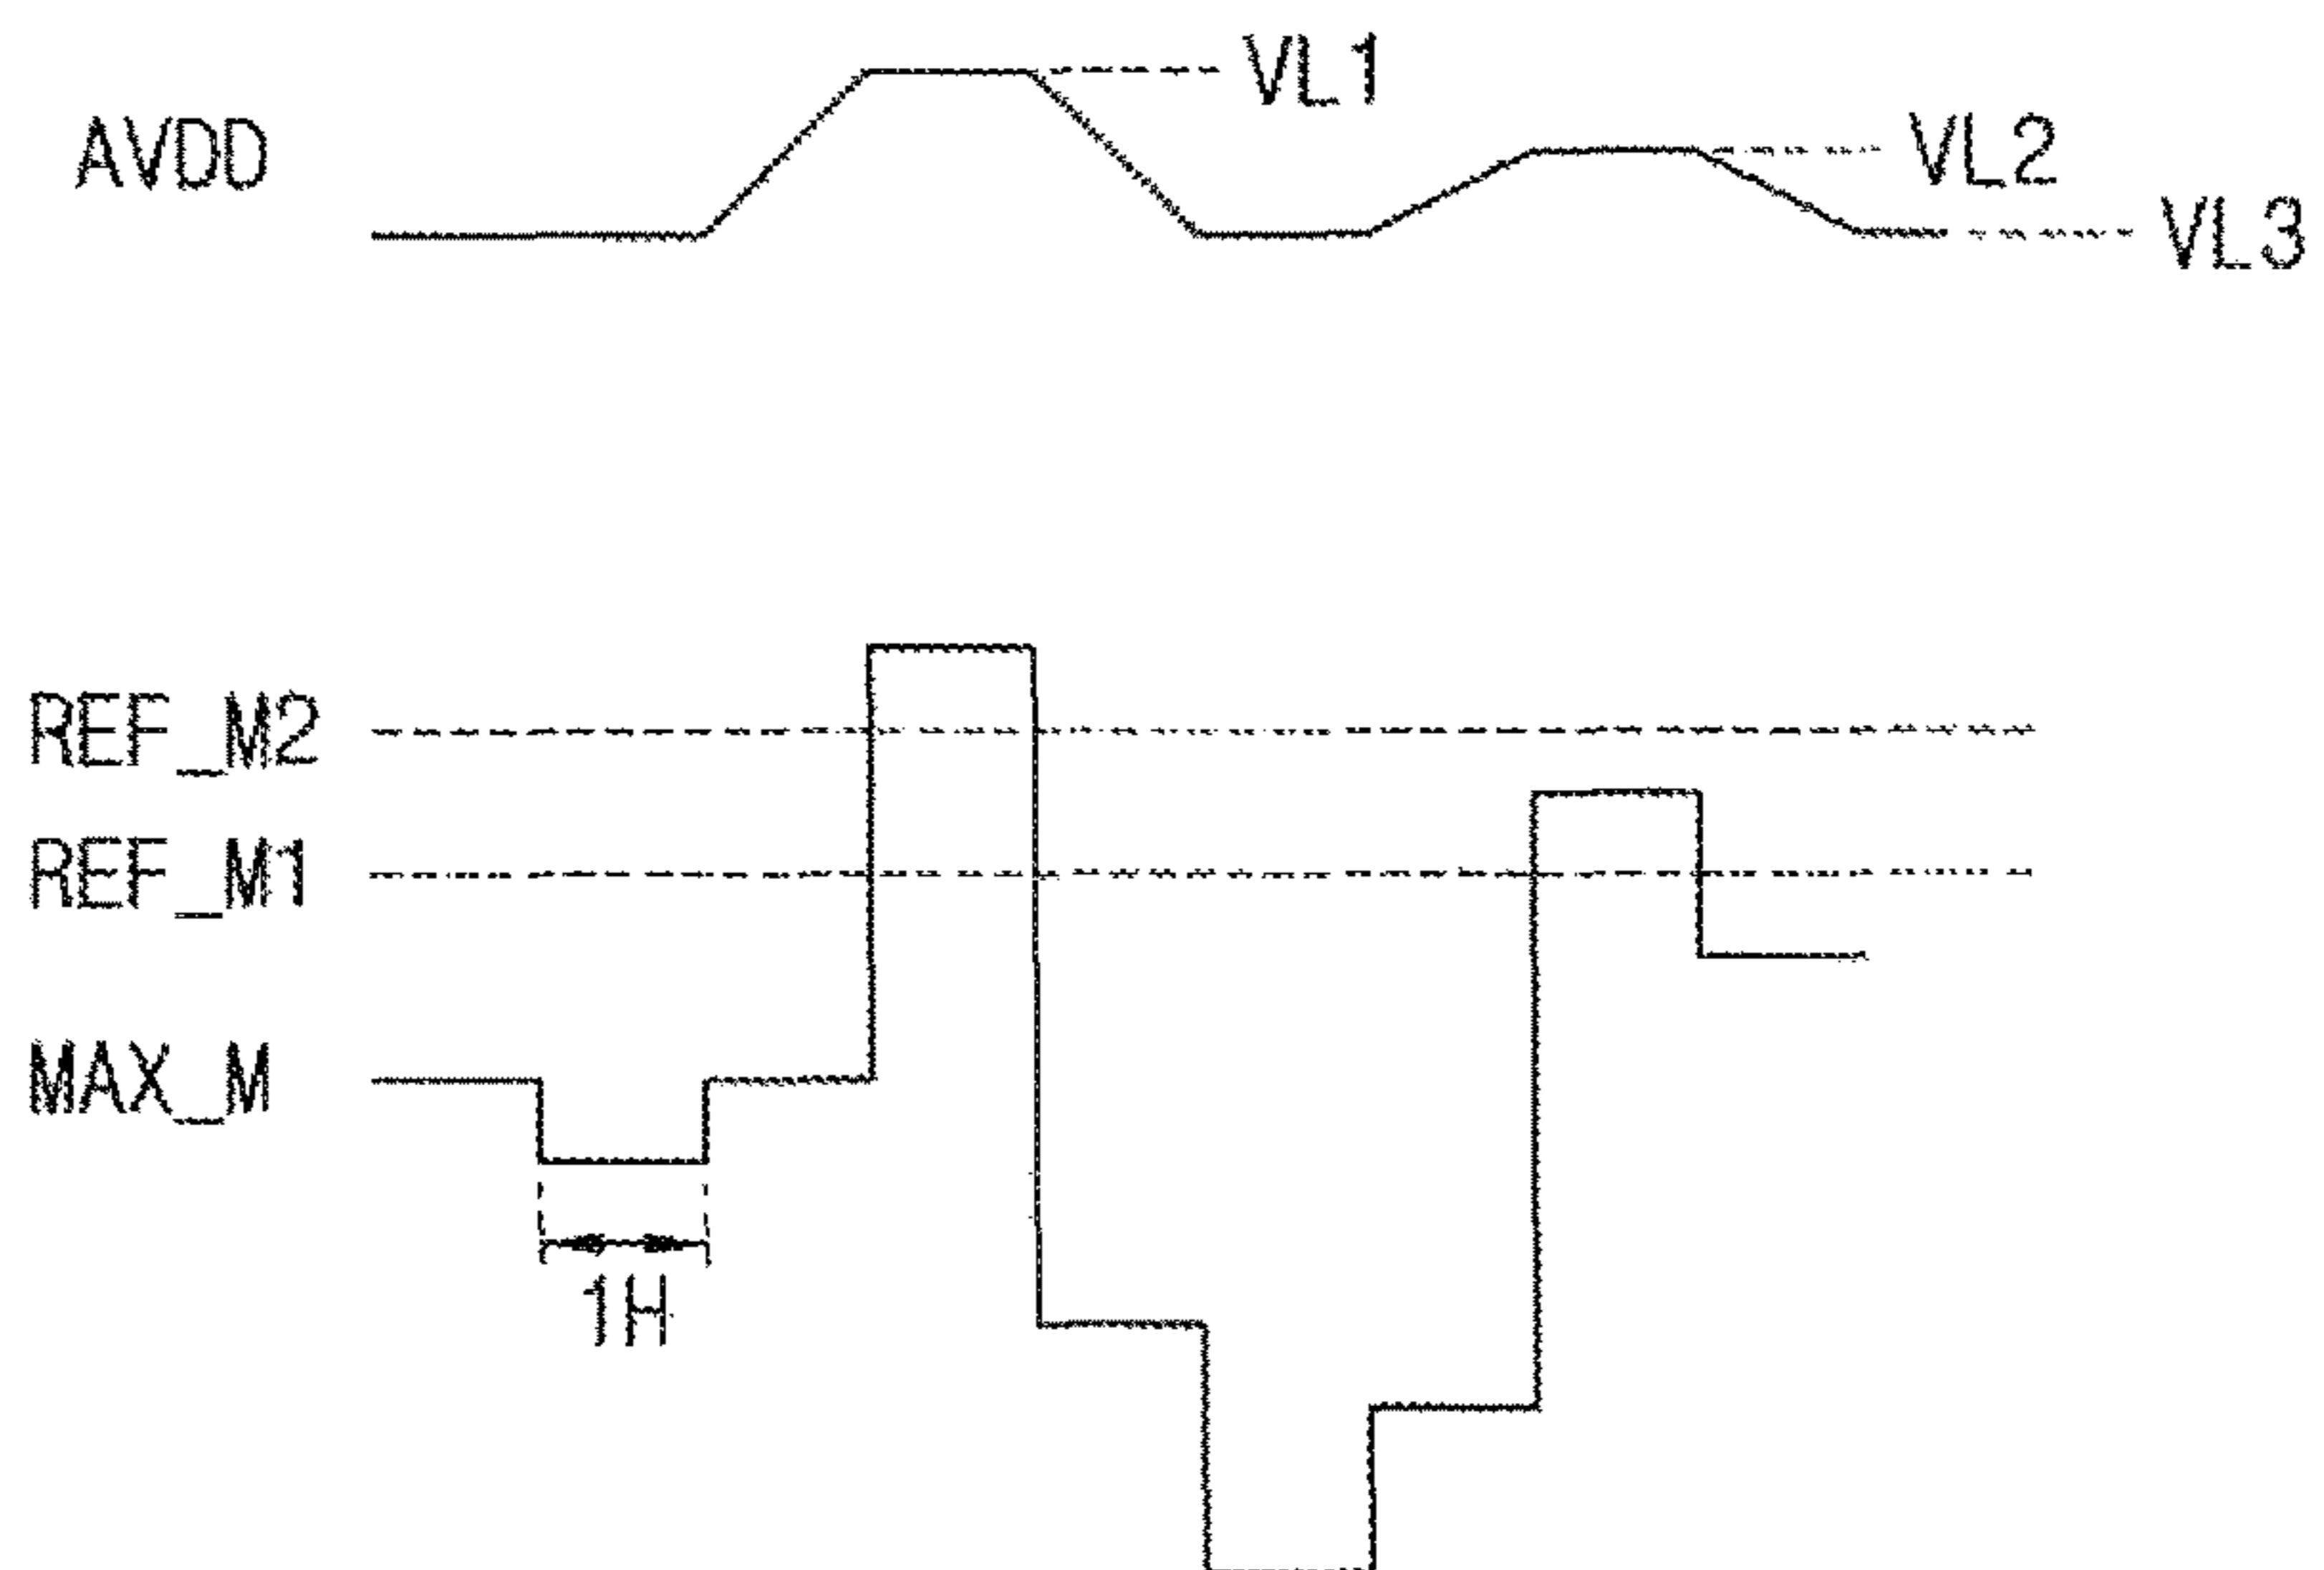 VL1
AVDD
VL2
VL3
REF_M2
REF_M1
MAX_M
1H